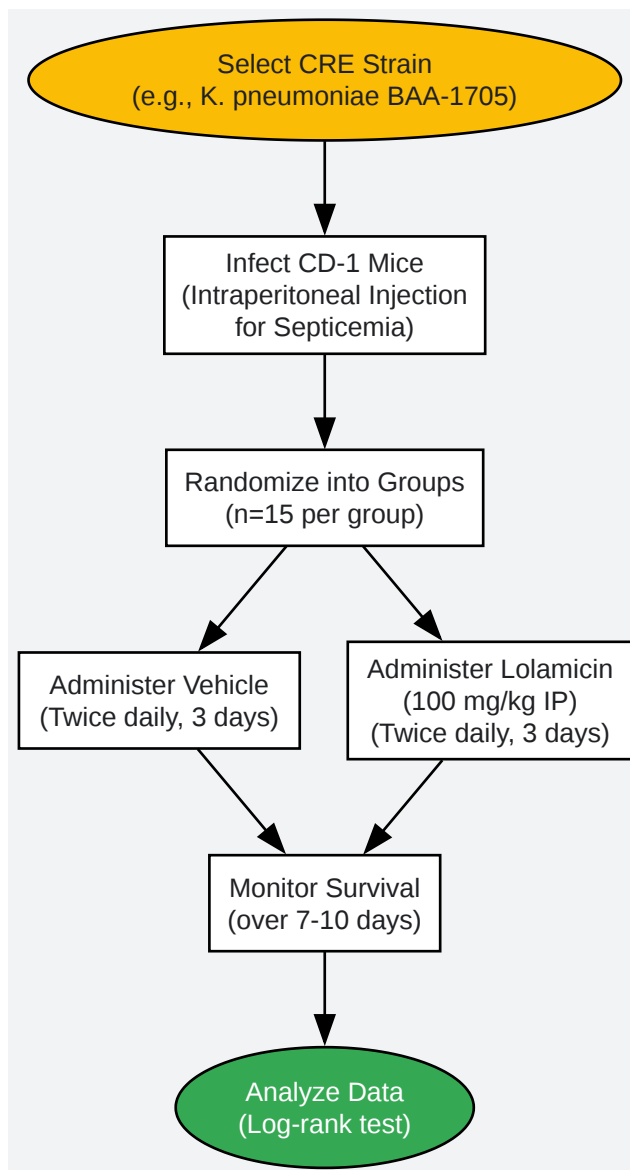 Select CRE Strain
(e.g., K. pneumoniae BAA-1705)
Infect CD-1 Mice
(Intraperitoneal Injection
for Septicemia)
Randomize into Groups
(n=15 per group)
Administer Vehicle
(Twice daily, 3 days)
Administer Lolamicin
(100 mg/kg IP)
(Twice daily, 3 days)
Monitor Survival
(over 7-10 days)
Analyze Data
(Log-rank test)